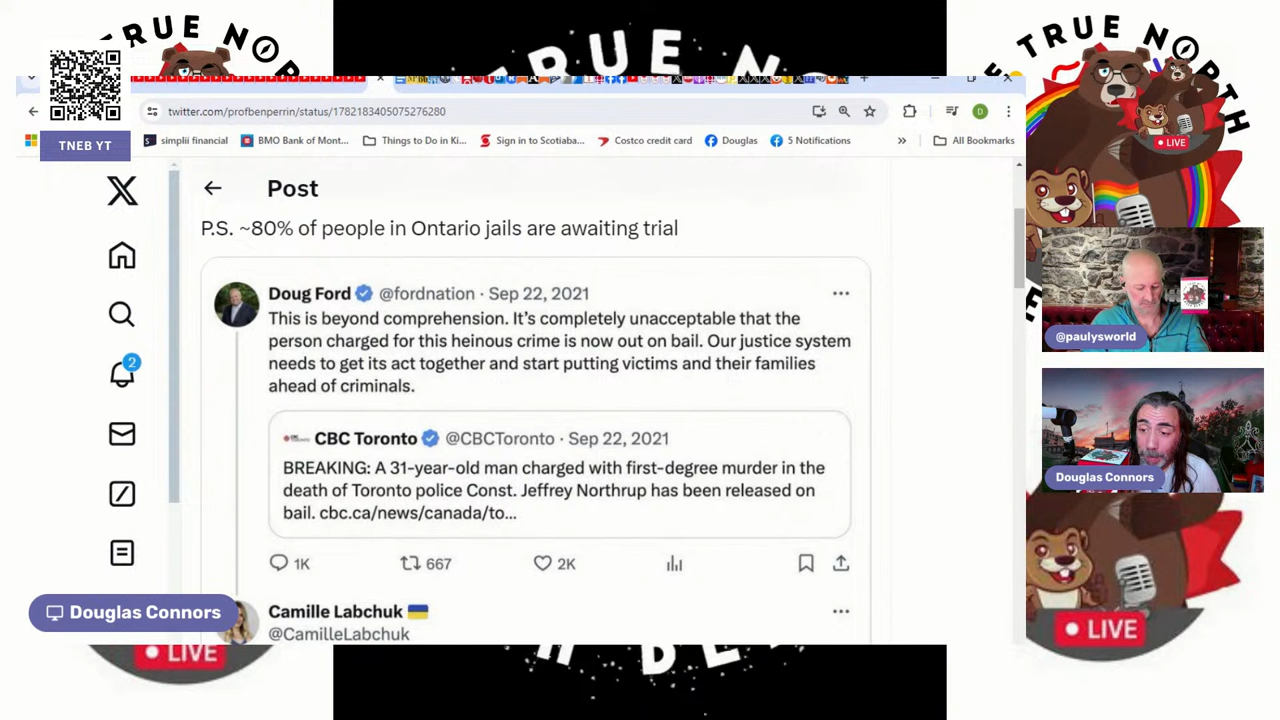 TRUE NO
TRUE N
TRUE NORTH
TNEB YT
twitter.com/profbenperrin/status/1782183405075276280
simplii financial
BMO Bank of Mont...
Things to Do in Ki...
Sign in to Scotiaba...
Costco credit card
Douglas
5 Notifications
»
All Bookmarks
LIVE
Post
P.S. ~80% of people in Ontario jails are awaiting trial
Doug Ford @fordnation · Sep 22, 2021
This is beyond comprehension. It's completely unacceptable that the
person charged for this heinous crime is now out on bail. Our justice system
needs to get its act together and start putting victims and their families
ahead of criminals.
CBC Toronto @CBCToronto · Sep 22, 2021
BREAKING: A 31-year-old man charged with first-degree murder in the
death of Toronto police Const. Jeffrey Northrup has been released on
bail. cbc.ca/news/canada/to...
1K
667
2K
2
Camille Labchuk
@CamilleLabchuk
@paulysworld
Douglas Connors
Douglas Connors
LIVE
LIVE